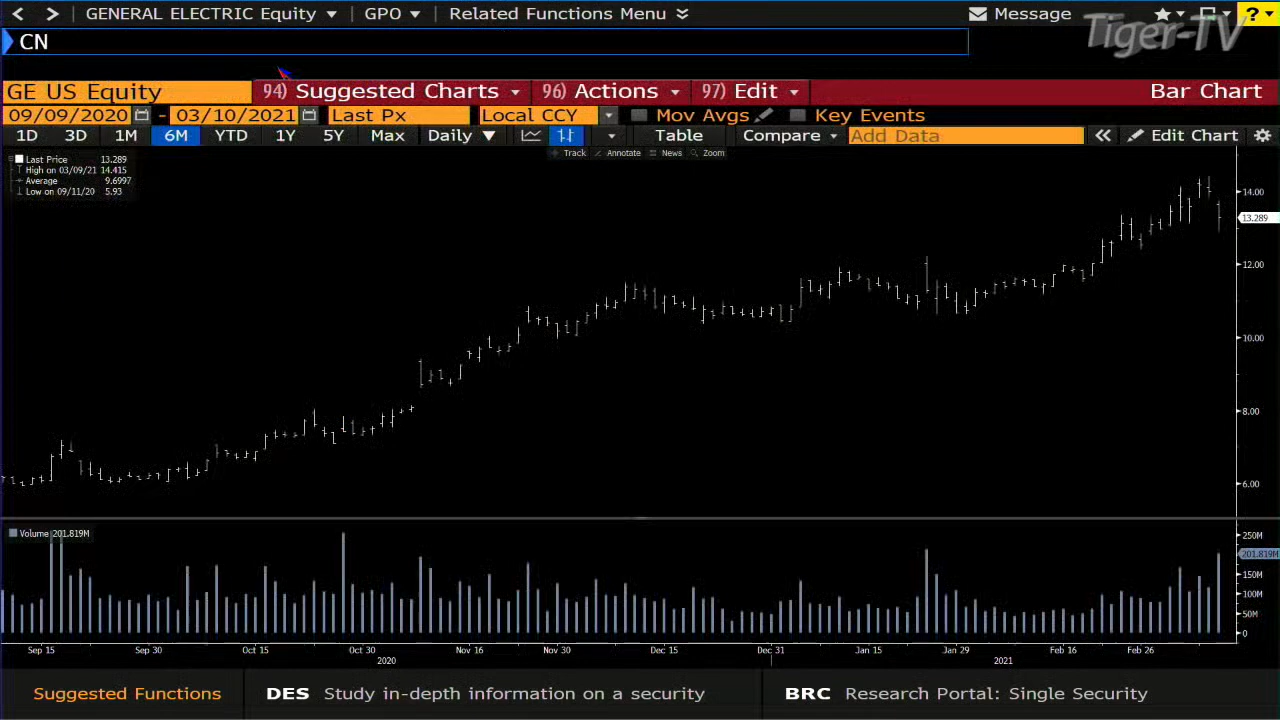 GENERAL ELECTRIC Equity GPO Related Functions Menu Message ?
CN
Tiger-TV
GE US Equity 94) Suggested Charts 96) Actions 97) Edit Bar Chart
09/09/2020 - 03/10/2021 Last Px Local CCY Mov Avgs Key Events
1D 3D 1M 6M YTD 1Y 5Y Max Daily Table Compare Add Data Edit Chart
Track Annotate News Zoom
Last Price 13.289
High on 03/09/21 14.415
Average 9.6997
Low on 09/11/20 5.93
14.00
13.289
12.00
10.00
8.00
6.00
Volume 201.819M
250M
201.819M
150M
100M
50M
0
Sep 15 Sep 30 Oct 15 Oct 30 Nov 16 Nov 30 Dec 15 Dec 31 Jan 15 Jan 29 Feb 16 Feb 26
2020 2021
Suggested Functions DES Study in-depth information on a security BRC Research Portal: Single Security